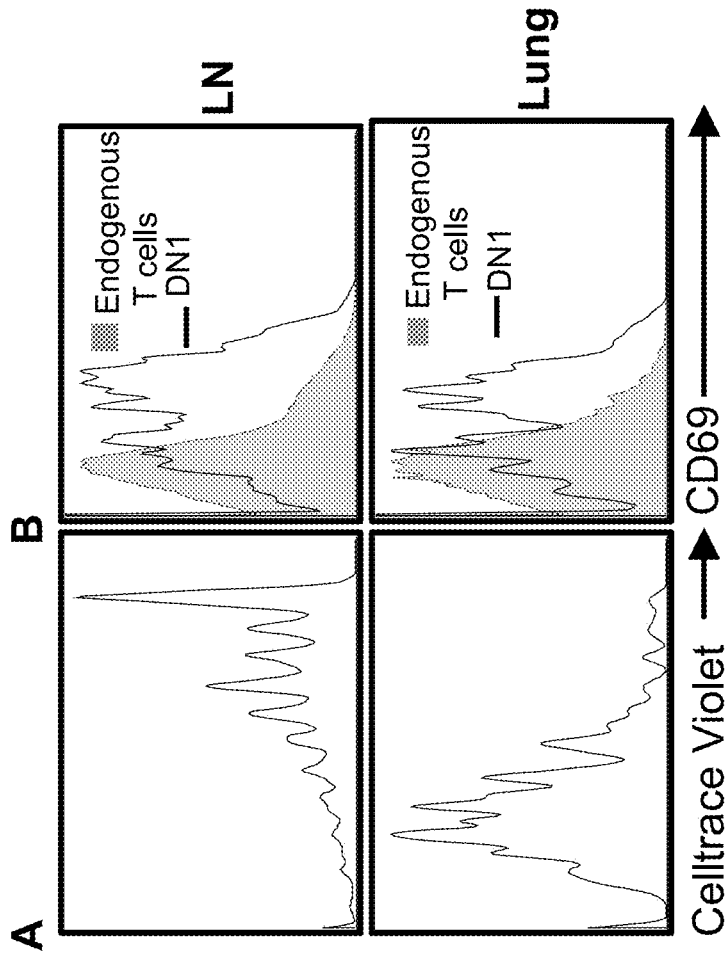 A
B
Endogenous
T cells
DN1
LN
Endogenous
T cells
DN1
Lung
Celltrace Violet
CD69